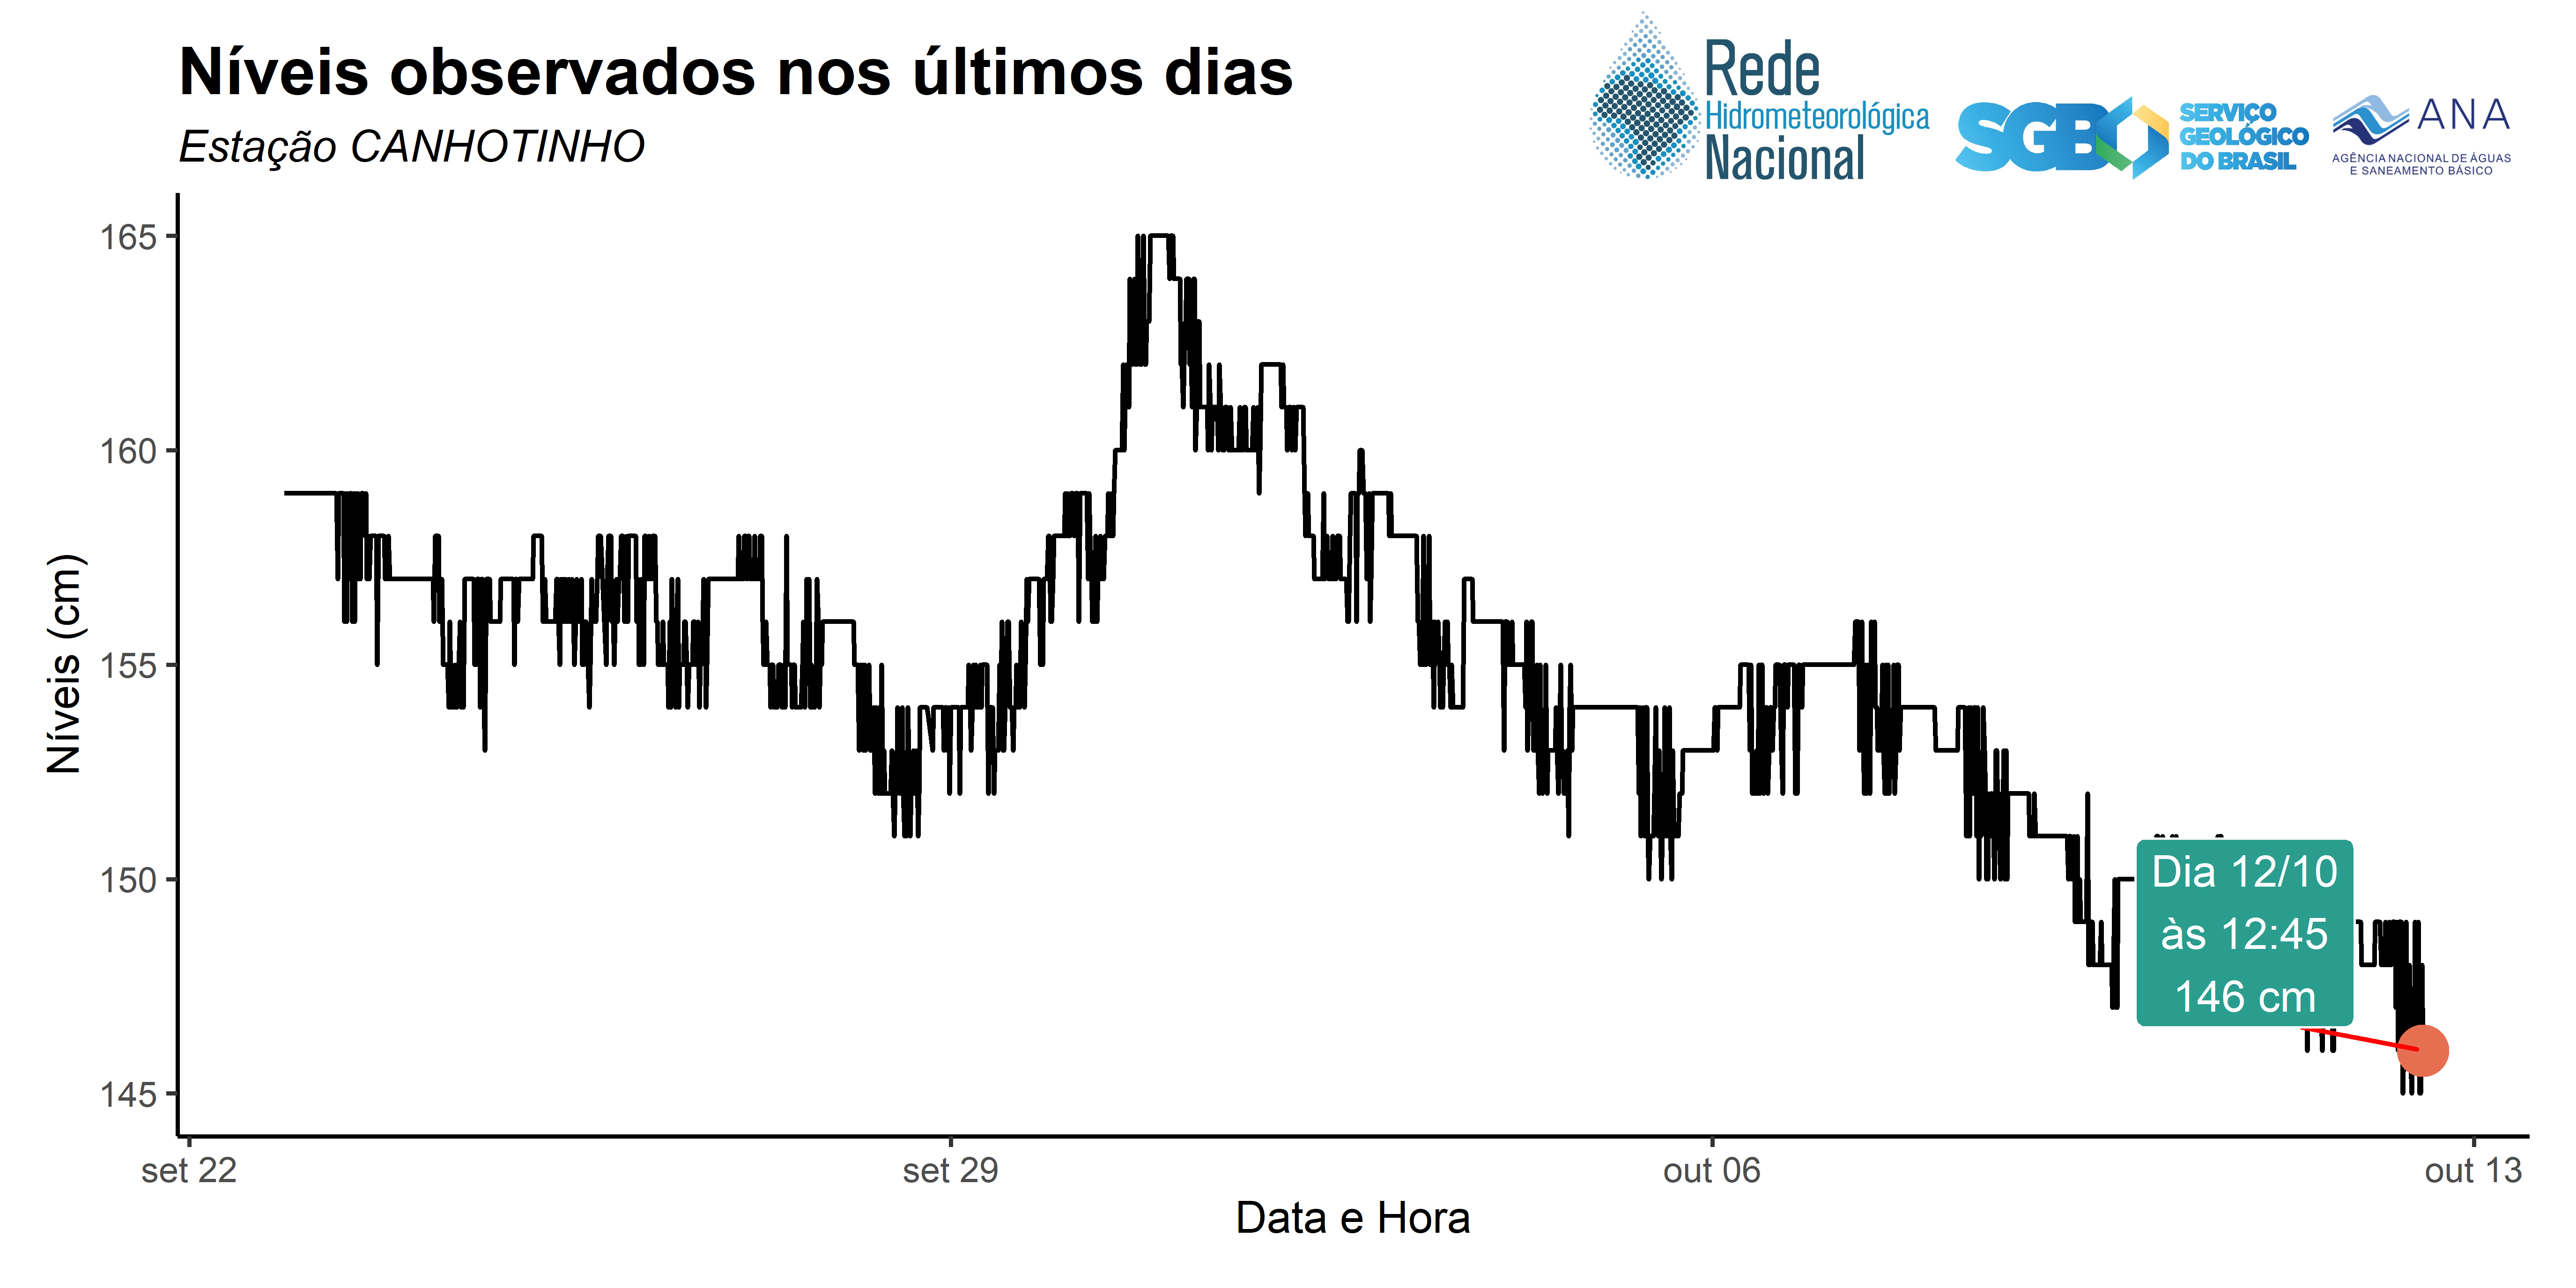 Níveis observados nos últimos dias
Estação CANHOTINHO
Rede
Hidrometeorológica
Nacional
SGB
SERVIÇO
GEOLÓGICO
DO BRASIL
ANA
AGÊNCIA NACIONAL DE ÁGUAS
E SANEAMENTO BÁSICO
Níveis (cm)
165
160
155
150
145
Dia 12/10
às 12:45
146 cm
set 22
set 29
out 06
out 13
Data e Hora